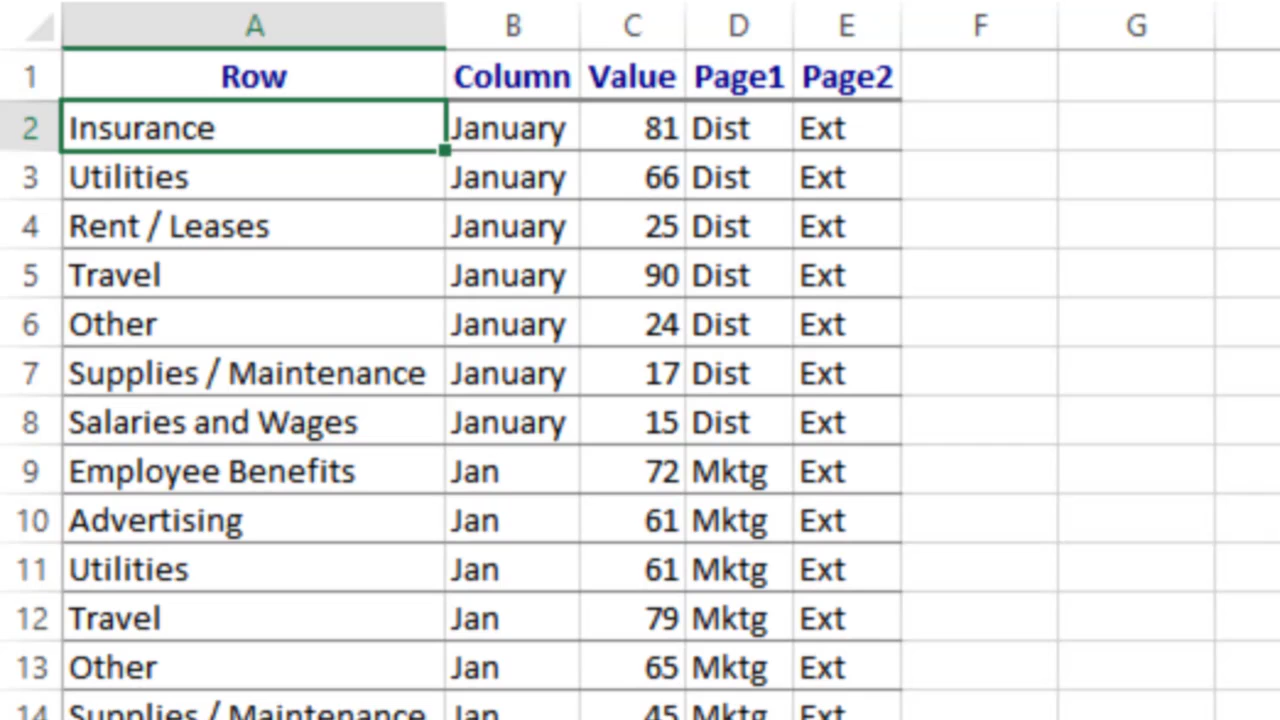 A B C D E F G
1 Row Column Value Page1 Page2
2 Insurance January 81 Dist Ext
3 Utilities January 66 Dist Ext
4 Rent / Leases January 25 Dist Ext
5 Travel January 90 Dist Ext
6 Other January 24 Dist Ext
7 Supplies / Maintenance January 17 Dist Ext
8 Salaries and Wages January 15 Dist Ext
9 Employee Benefits Jan 72 Mktg Ext
10 Advertising Jan 61 Mktg Ext
11 Utilities Jan 61 Mktg Ext
12 Travel Jan 79 Mktg Ext
13 Other Jan 65 Mktg Ext
14 Supplies / Maintenance Jan 45 Mktg Ext